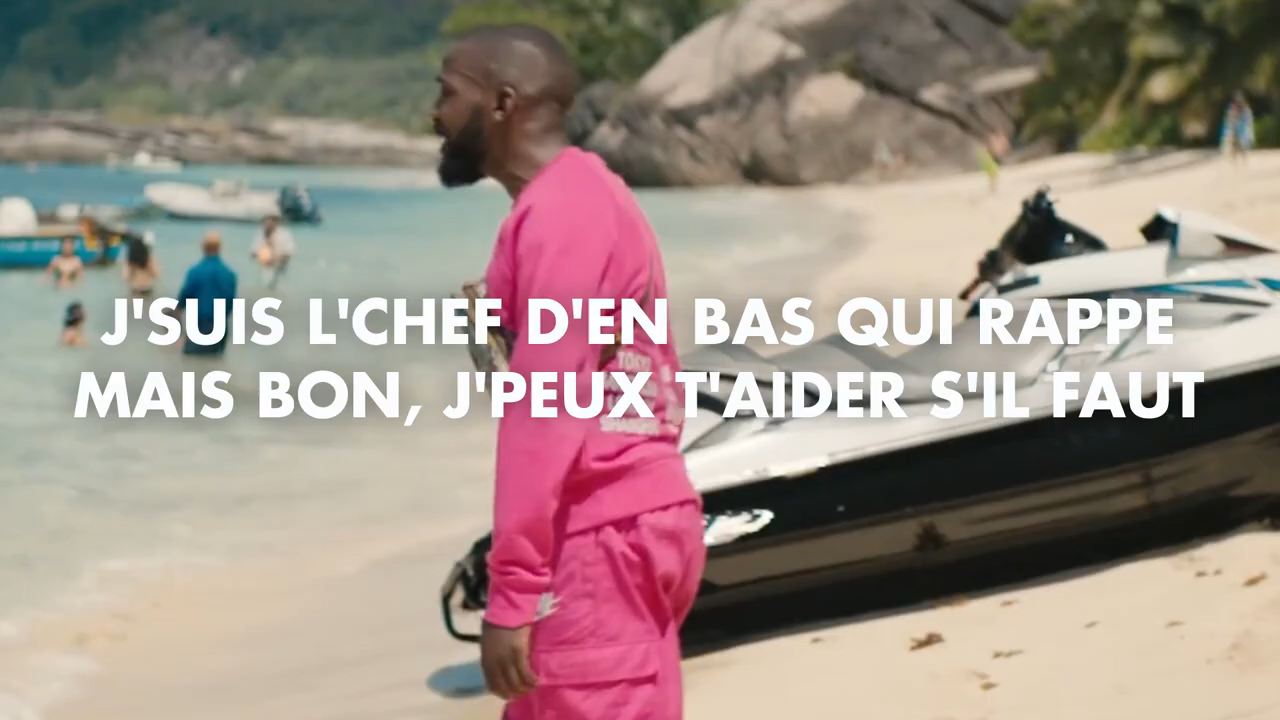 J'SUIS L'CHEF D'EN BAS QUI RAPPE
MAIS BON, J'PEUX T'AIDER S'IL FAUT